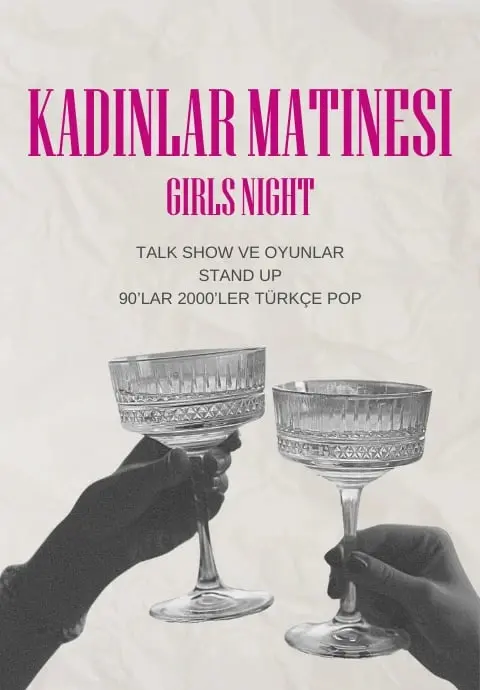 KADINLAR MATINESI
GIRLS NIGHT
TALK SHOW VE OYUNLAR
STAND UP
90'LAR 2000'LER TÜRKÇE POP